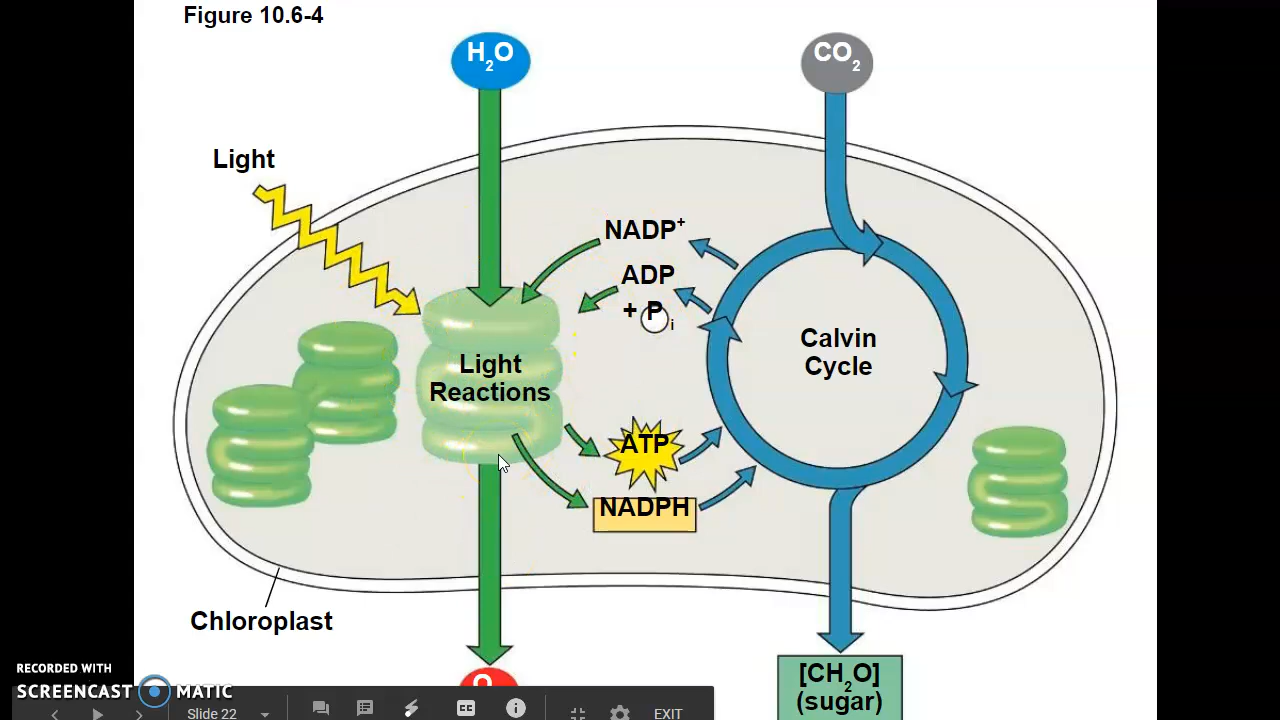 Figure 10.6-4
H₂O
CO₂
Light
NADP⁺
ADP
+ Pᵢ
Light
Reactions
Calvin
Cycle
ATP
NADPH
Chloroplast
O
[CH₂O]
(sugar)
RECORDED WITH
SCREENCAST MATIC
Slide 22
CC
EXIT